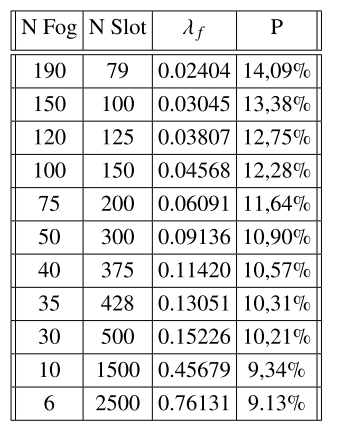 N Fog N Slot λf P
190 79 0.02404 14,09%
150 100 0.03045 13,38%
120 125 0.03807 12,75%
100 150 0.04568 12,28%
75 200 0.06091 11,64%
50 300 0.09136 10,90%
40 375 0.11420 10,57%
35 428 0.13051 10,31%
30 500 0.15226 10,21%
10 1500 0.45679 9,34%
6 2500 0.76131 9.13%